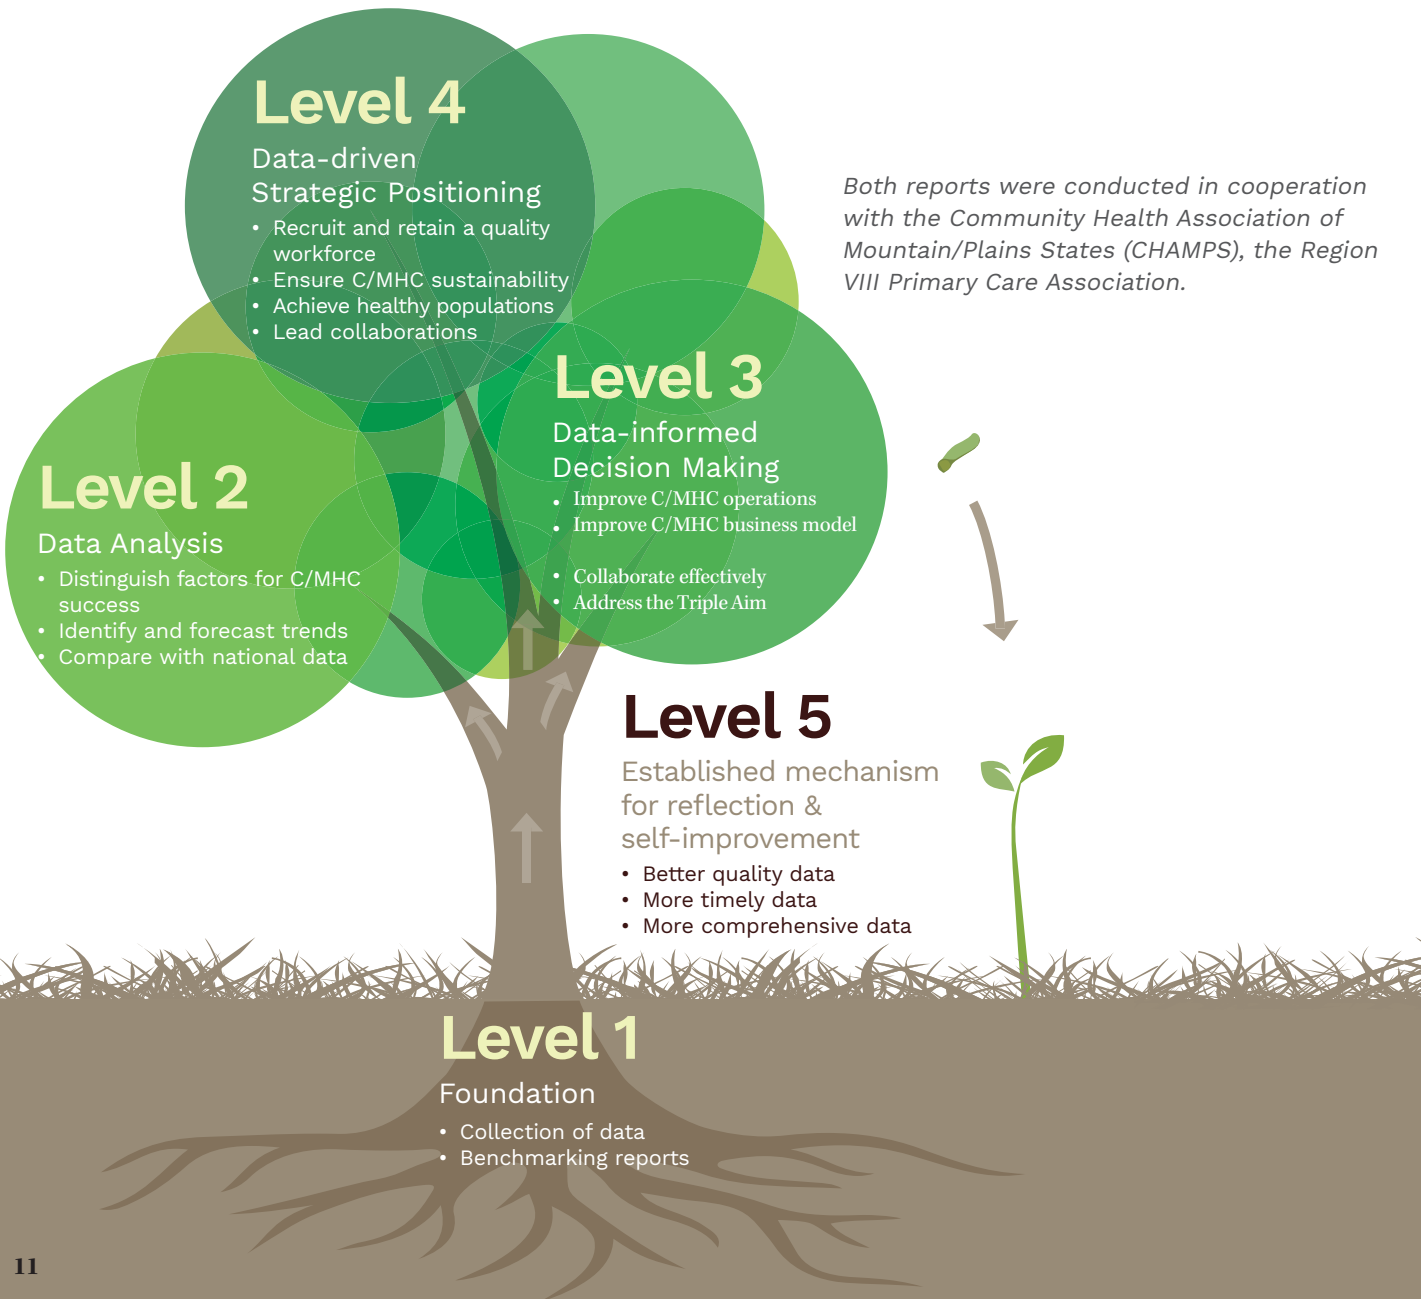 Level 4
Data-driven
Strategic Positioning
• Recruit and retain a quality
workforce
• Ensure C/MHC sustainability
• Achieve healthy populations
• Lead collaborations
Both reports were conducted in cooperation
with the Community Health Association of
Mountain/Plains States (CHAMPS), the Region
VIII Primary Care Association.
Level 3
Data-informed
Decision Making
• Improve C/MHC operations
• Improve C/MHC business model
• Collaborate effectively
• Address the Triple Aim
Level 2
Data Analysis
• Distinguish factors for C/MHC
success
• Identify and forecast trends
• Compare with national data
Level 5
Established mechanism
for reflection &
self-improvement
• Better quality data
• More timely data
• More comprehensive data
Level 1
Foundation
• Collection of data
• Benchmarking reports
11